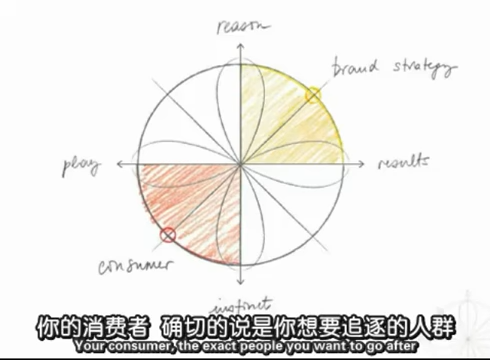 reason
brand strategy
play
results
consumer
instinct
你的消费者 确切的说是你想要追逐的人群
Your consumer, the exact people you want to go after